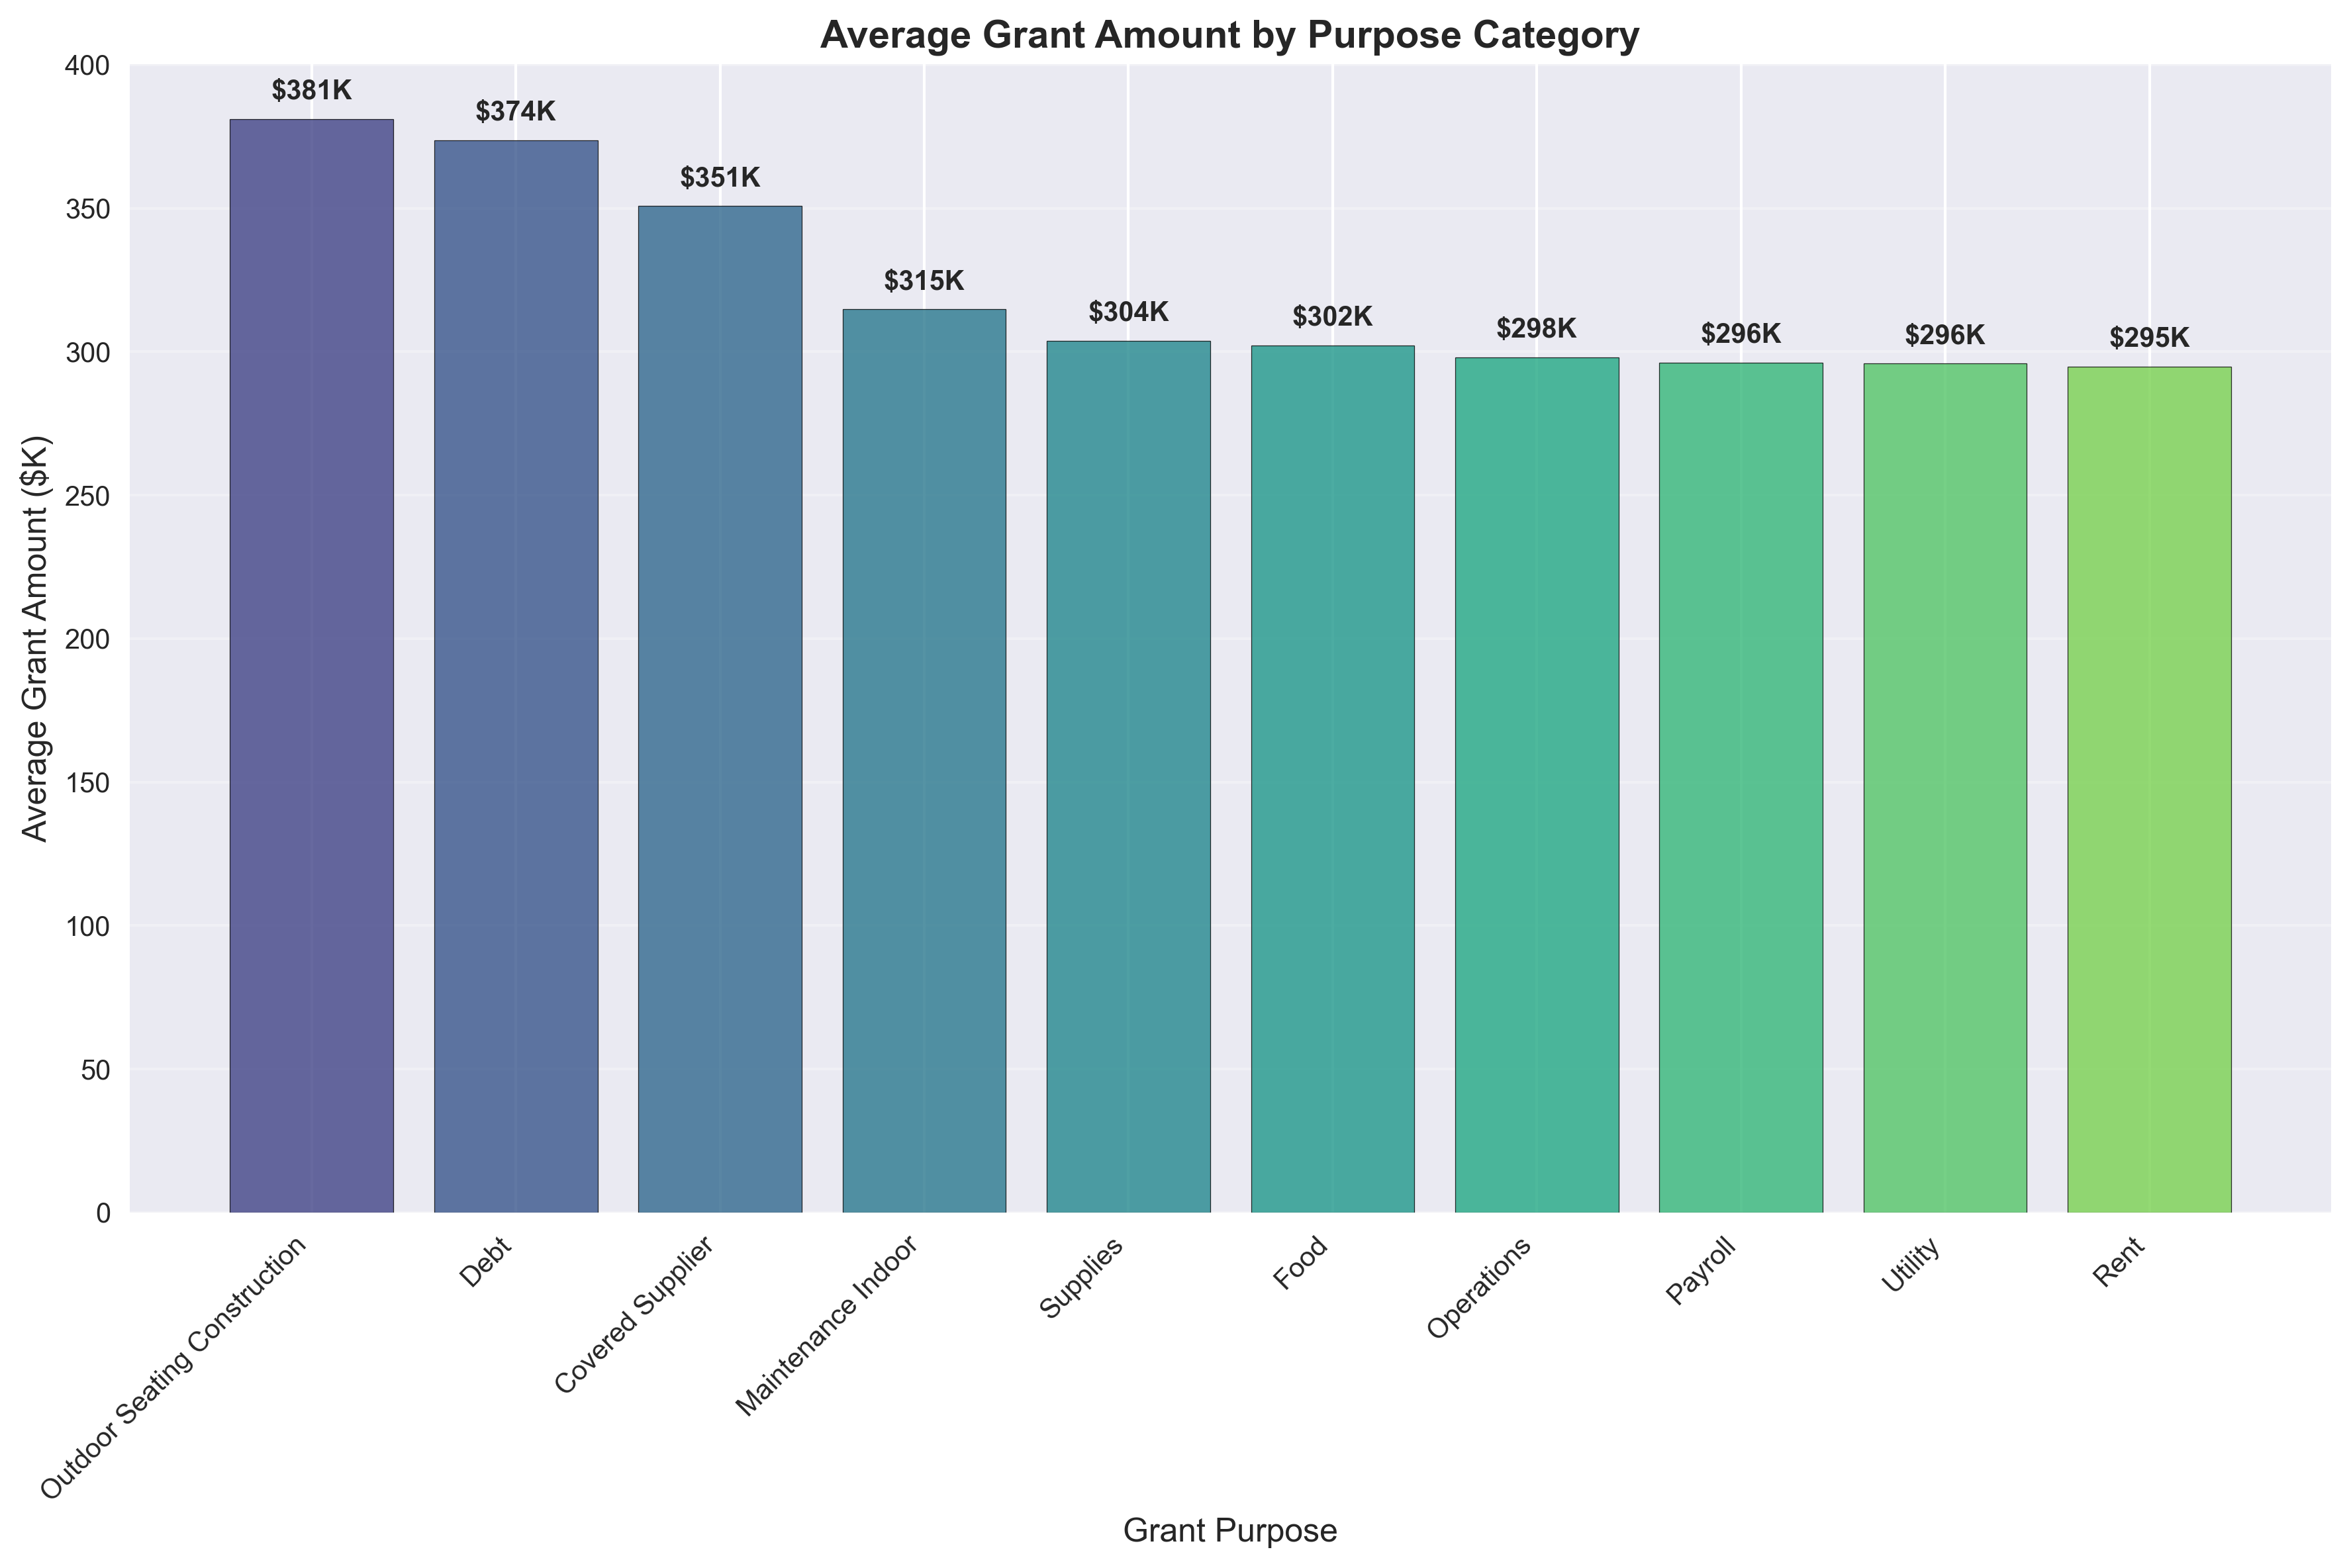 Average Grant Amount by Purpose Category
Average Grant Amount ($K)
400
350
300
250
200
150
100
50
0
$381K
$374K
$351K
$315K
$304K
$302K
$298K
$296K
$296K
$295K
Outdoor Seating Construction
Debt
Covered Supplier
Maintenance Indoor
Supplies
Food
Operations
Payroll
Utility
Rent
Grant Purpose